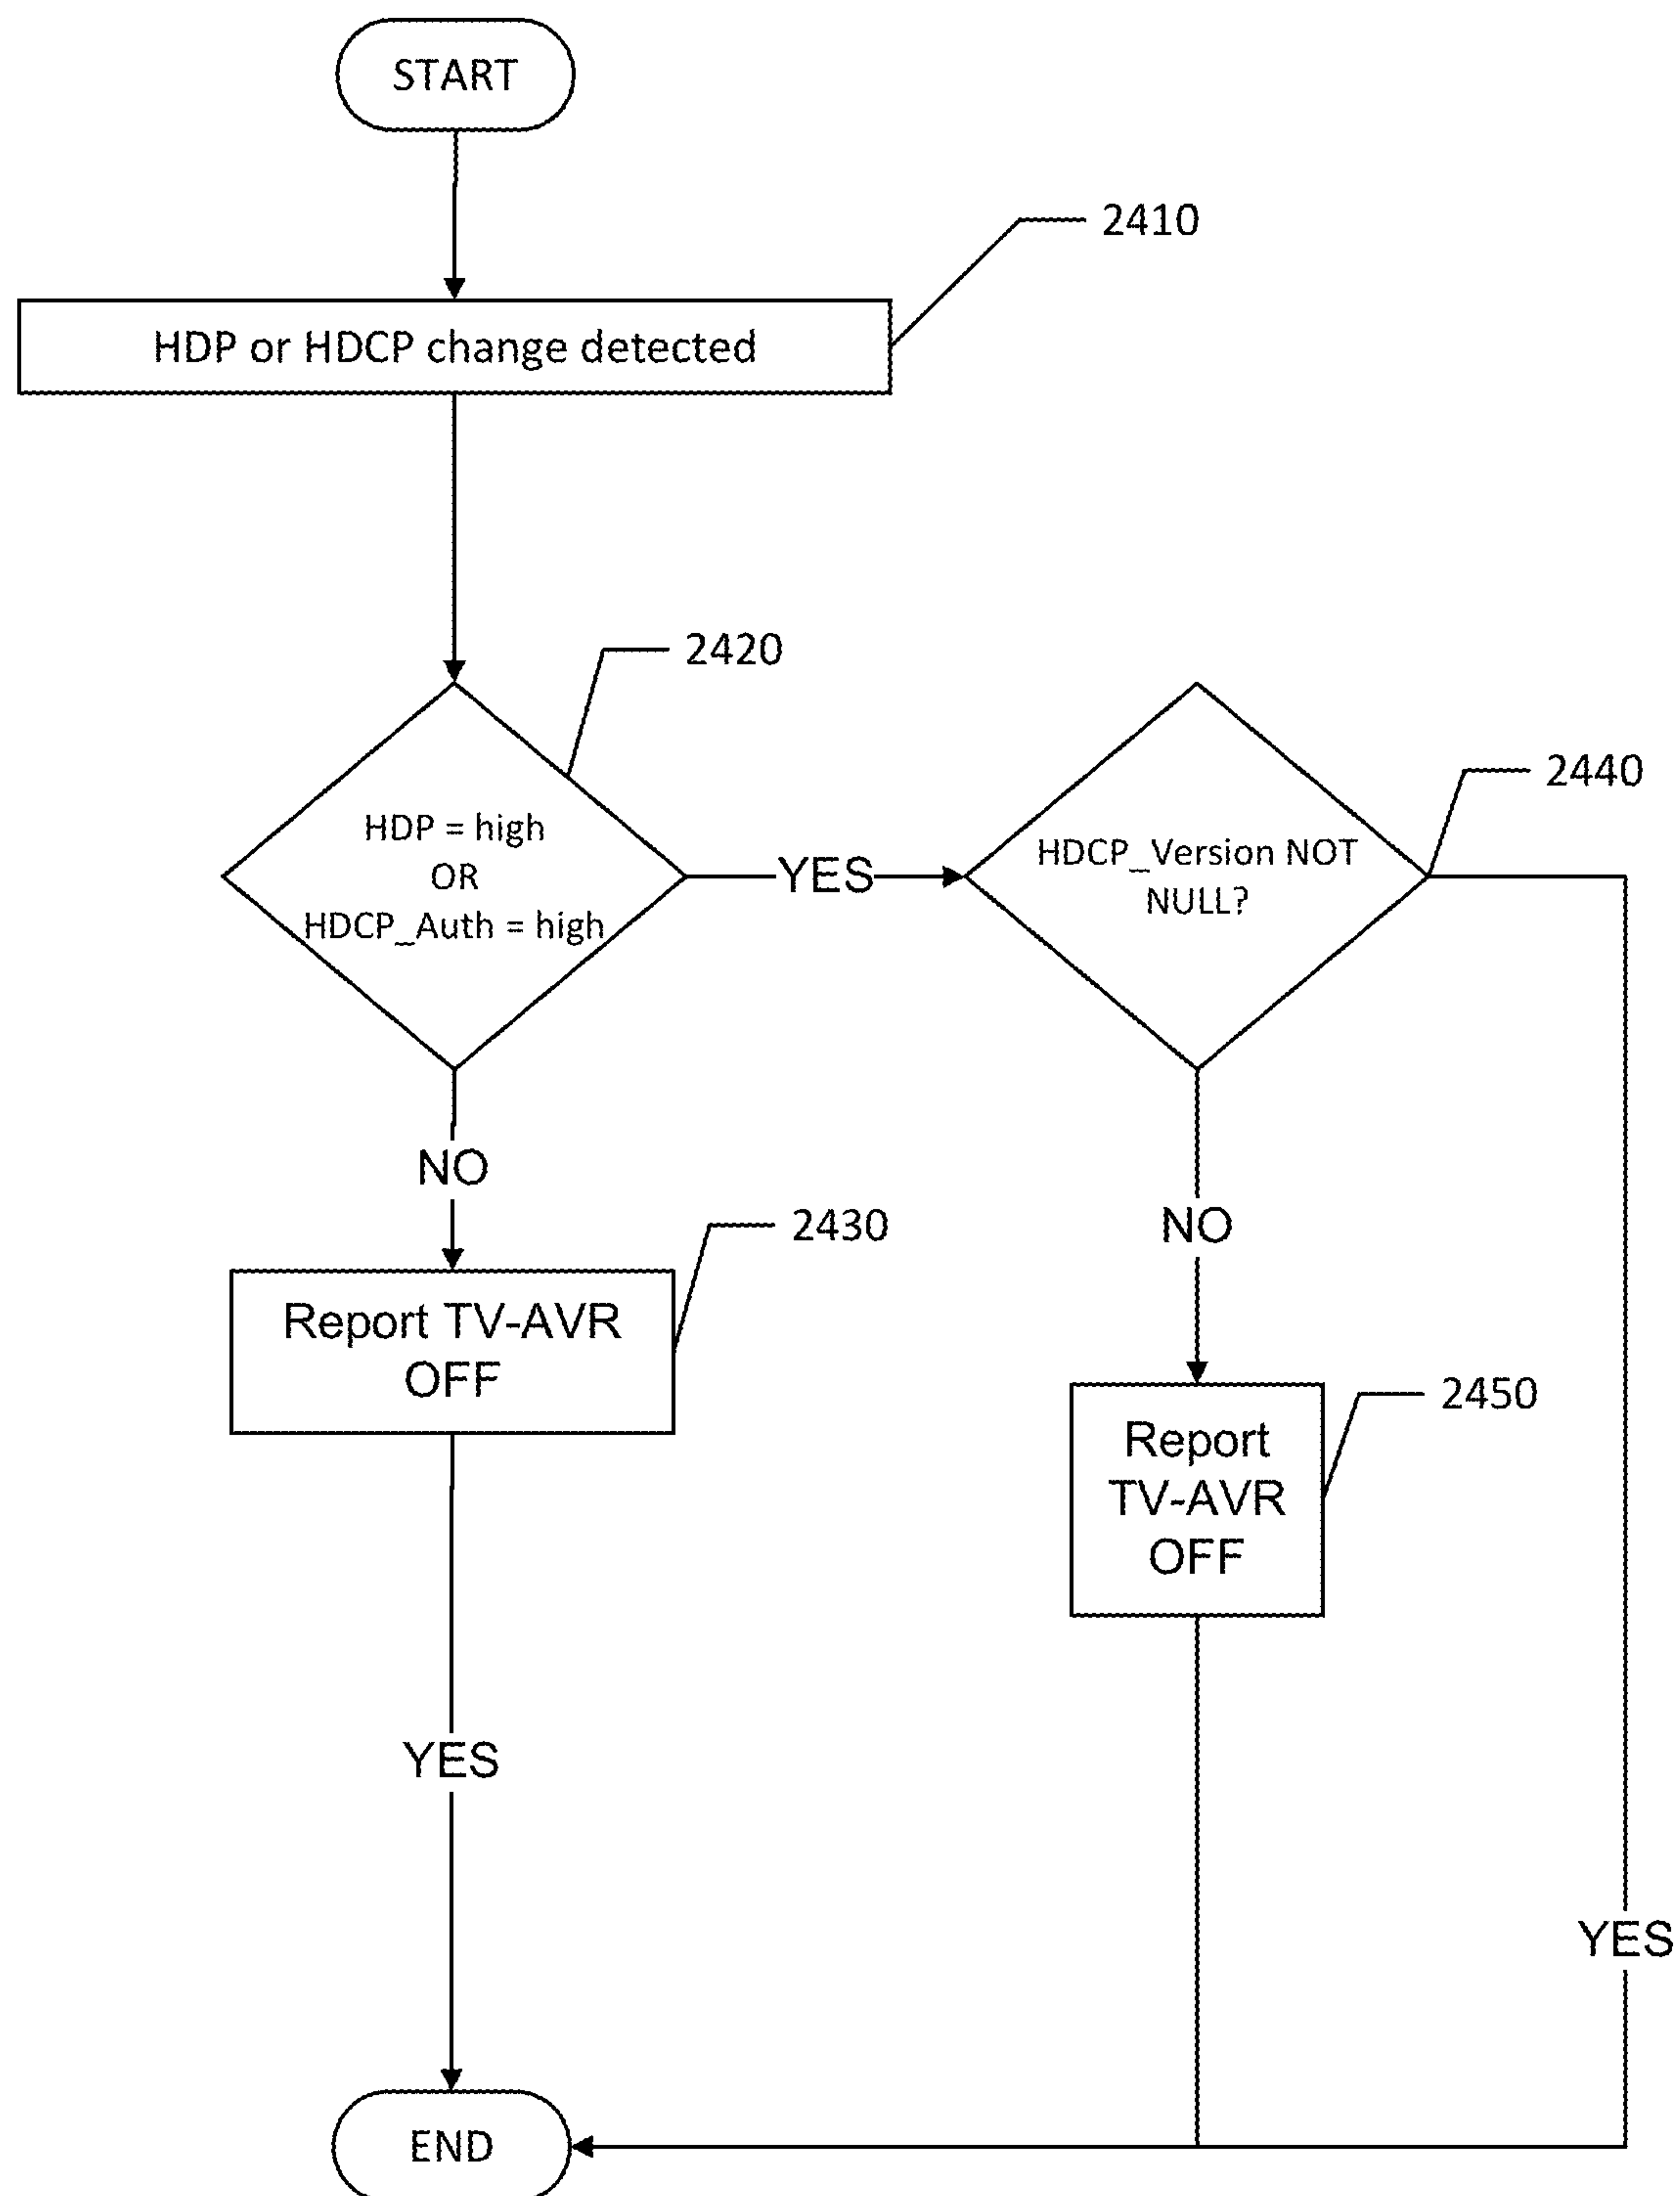 START
2410
HDP or HDCP change detected
2420
HDP = high
OR
HDCP_Auth = high
YES
2440
HDCP_Version NOT
NULL?
NO
2430
Report TV-AVR
OFF
NO
2450
Report
TV-AVR
OFF
YES
YES
END